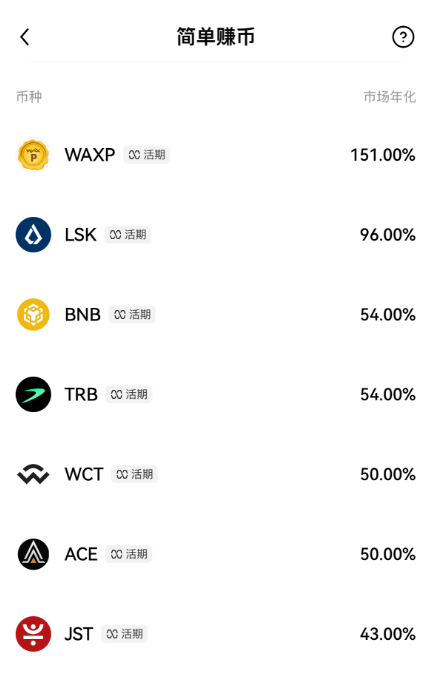 简单赚币
币种 市场年化
WAXP 活期 151.00%
LSK 活期 96.00%
BNB 活期 54.00%
TRB 活期 54.00%
WCT 活期 50.00%
ACE 活期 50.00%
JST 活期 43.00%